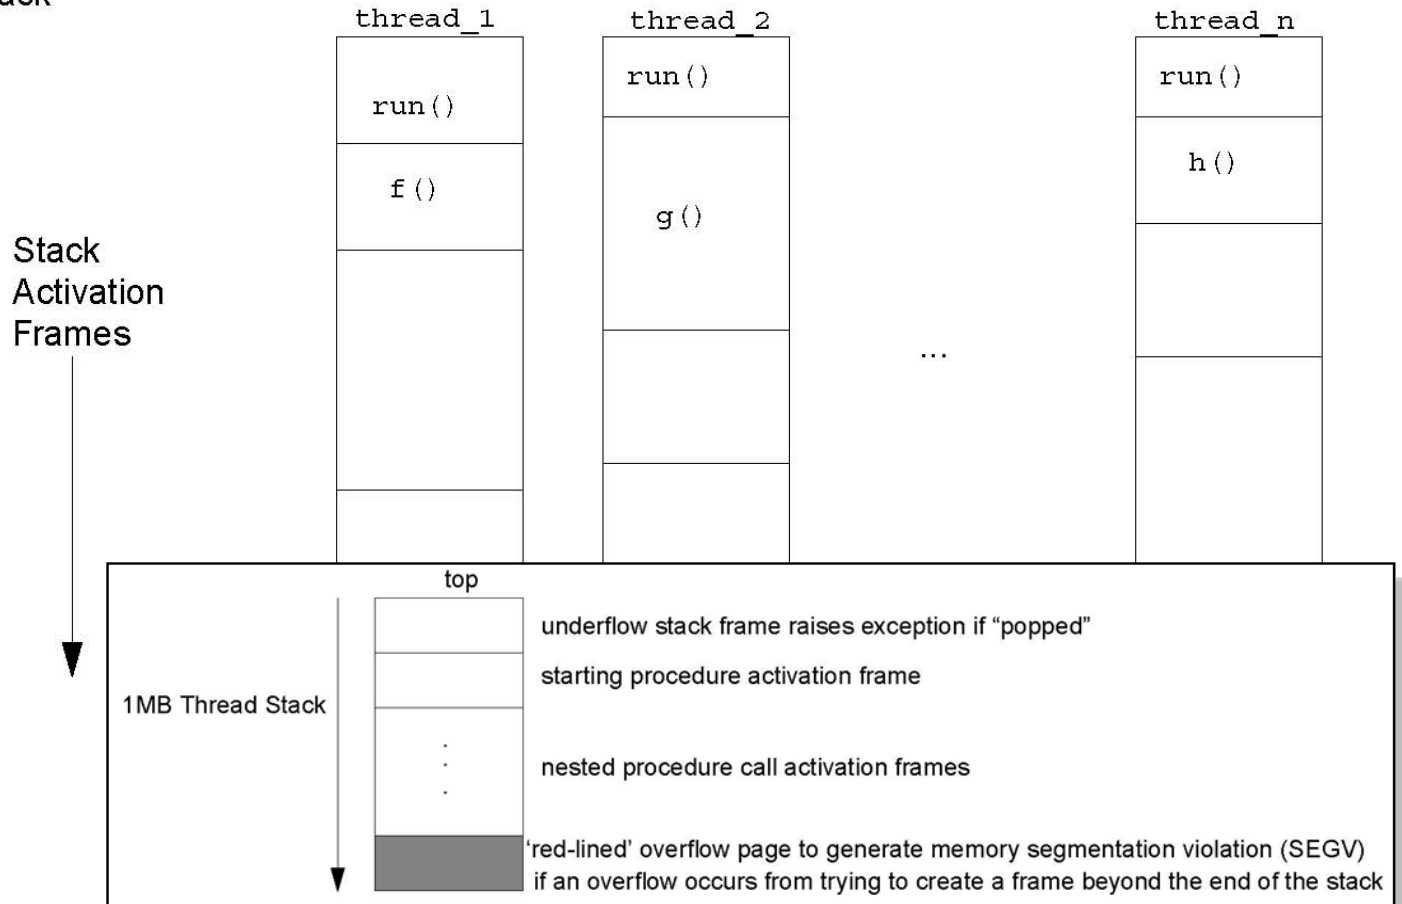 thread_1
thread_2
thread_n
run()
run()
run()
f()
g()
h()
Stack
Activation
Frames
...
top
underflow stack frame raises exception if “popped”
starting procedure activation frame
1MB Thread Stack
nested procedure call activation frames
‘red-lined’ overflow page to generate memory segmentation violation (SEGV)
if an overflow occurs from trying to create a frame beyond the end of the stack